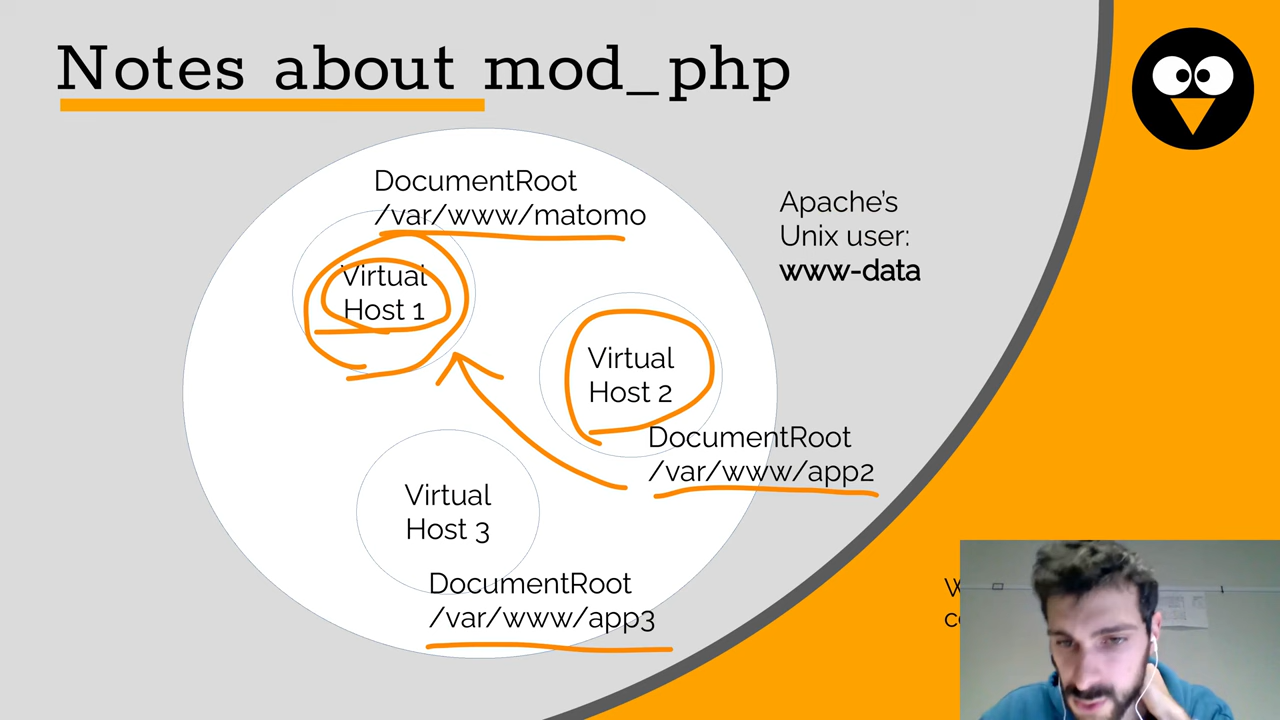 Notes about mod_php
DocumentRoot
/var/www/matomo
Virtual
Host 1
Apache's
Unix user:
www-data
Virtual
Host 2
DocumentRoot
/var/www/app2
Virtual
Host 3
DocumentRoot
/var/www/app3